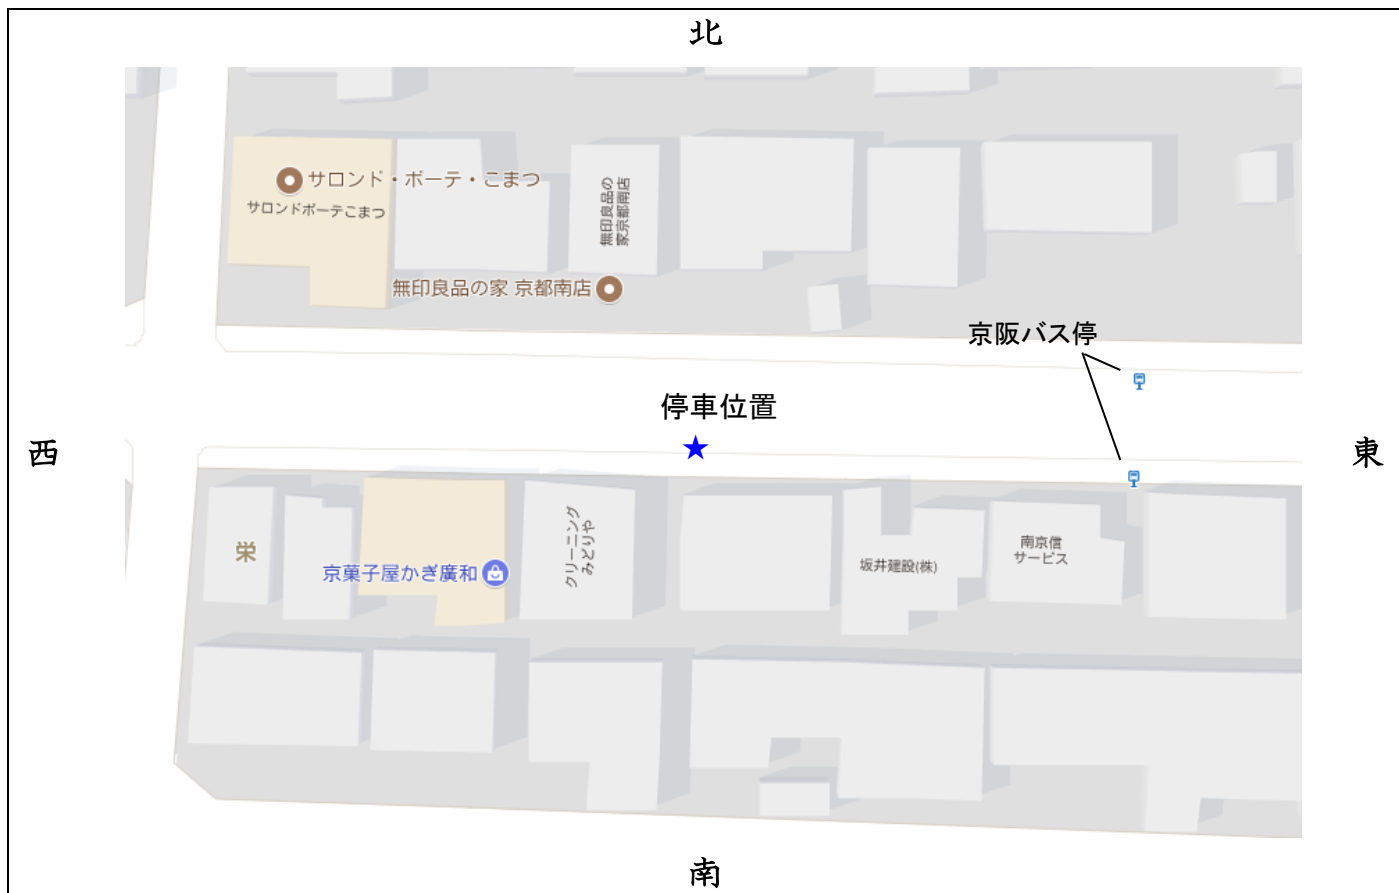 北
サロンド・ボーテ・こまつ
サロンドボーテこまつ
無印良品の
家京都南店
無印良品の家 京都南店
京阪バス停
停車位置
西
東
栄
京菓子屋かぎ廣和
クリーニング
みどりや
坂井建設(株)
南京信
サービス
南